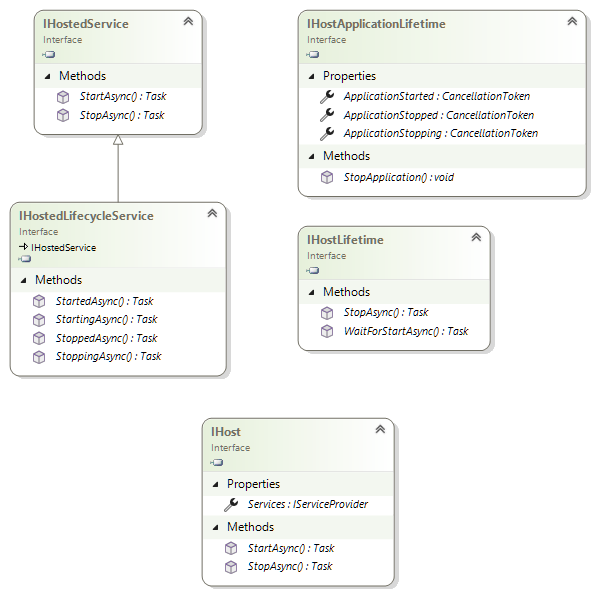 IHostedService
Interface
Methods
StartAsync() : Task
StopAsync() : Task
IHostApplicationLifetime
Interface
Properties
ApplicationStarted : CancellationToken
ApplicationStopped : CancellationToken
ApplicationStopping : CancellationToken
Methods
StopApplication() : void
IHostedLifecycleService
Interface
IHostedService
Methods
StartedAsync() : Task
StartingAsync() : Task
StoppedAsync() : Task
StoppingAsync() : Task
IHostLifetime
Interface
Methods
StopAsync() : Task
WaitForStartAsync() : Task
IHost
Interface
Properties
Services : IServiceProvider
Methods
StartAsync() : Task
StopAsync() : Task